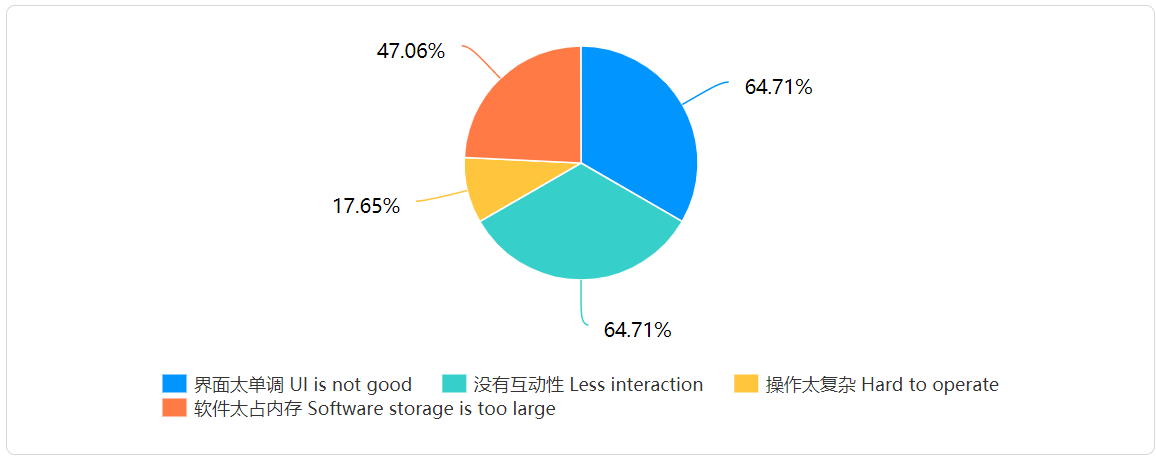 47.06%
64.71%
17.65%
64.71%
界面太单调 UI is not good
没有互动性 Less interaction
操作太复杂 Hard to operate
软件太占内存 Software storage is too large